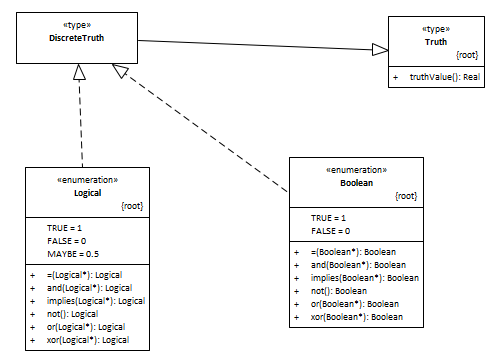 «type»
DiscreteTruth
«type»
Truth
{root}
+ truthValue(): Real
«enumeration»
Logical
{root}
TRUE = 1
FALSE = 0
MAYBE = 0.5
+ =(Logical*): Logical
+ and(Logical*): Logical
+ implies(Logical*): Logical
+ not(): Logical
+ or(Logical*): Logical
+ xor(Logical*): Logical
«enumeration»
Boolean
{root}
TRUE = 1
FALSE = 0
+ =(Boolean*): Boolean
+ and(Boolean*): Boolean
+ implies(Boolean*): Boolean
+ not(): Boolean
+ or(Boolean*): Boolean
+ xor(Boolean*): Boolean